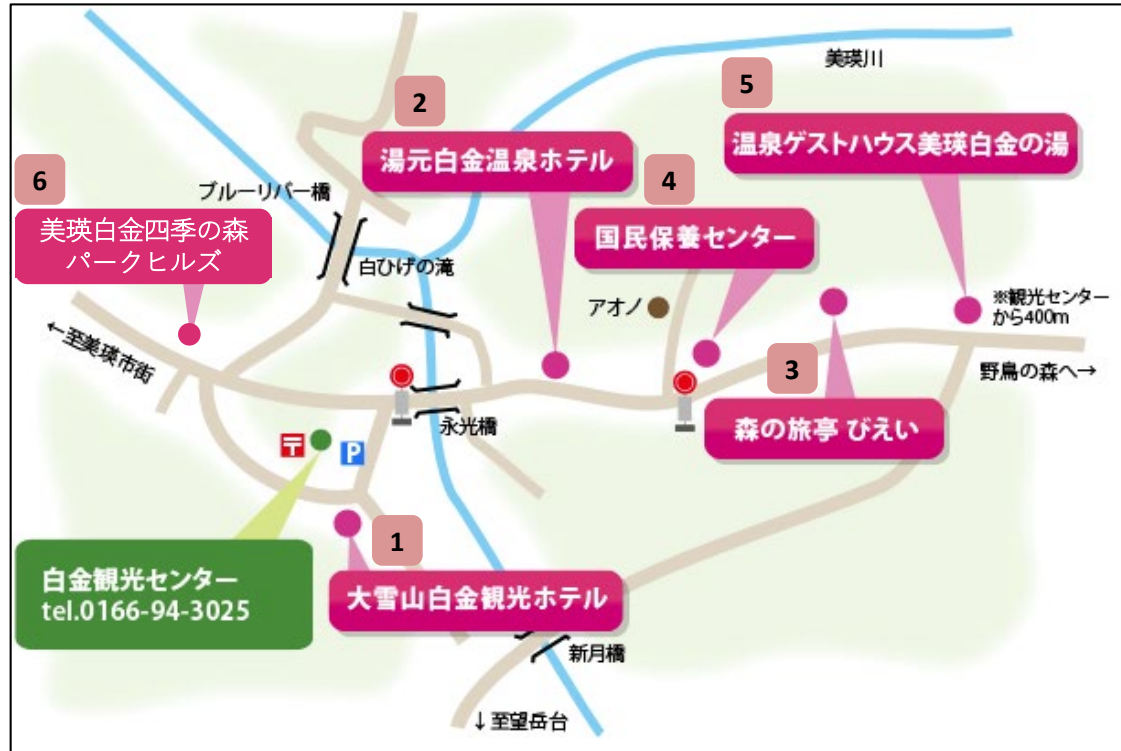 美瑛川
2
5
湯元白金温泉ホテル
温泉ゲストハウス美瑛白金の湯
6
ブルーリバー橋
4
美瑛白金四季の森
パークヒルズ
国民保養センター
白ひげの滝
アオノ
※観光センター
から400m
←至美瑛市街
3
野鳥の森へ→
永光橋
森の旅亭 びえい
〒
P
1
白金観光センター
tel.0166-94-3025
大雪山白金観光ホテル
新月橋
↓至望岳台